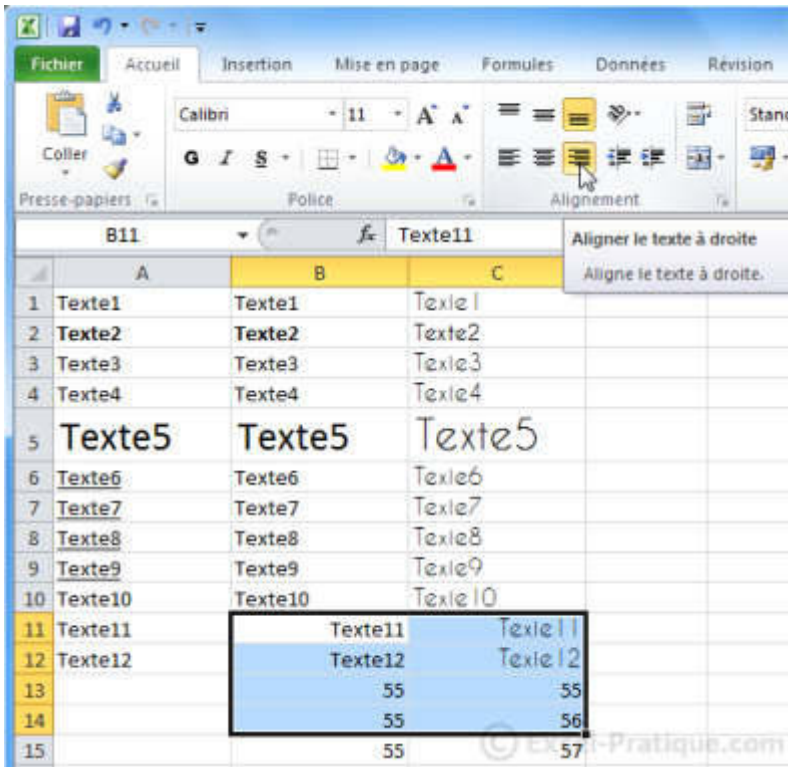 Fichier Accueil Insertion Mise en page Formules Données Révision
Calibri 11 A A
Coller G I S A
Presse-papiers Police Alignement
B11 fx Texte11
Aligner le texte à droite
Aligne le texte à droite.
A B C
1 Texte1 Texte1 Texte1
2 Texte2 Texte2 Texte2
3 Texte3 Texte3 Texte3
4 Texte4 Texte4 Texte4
5 Texte5 Texte5 Texte5
6 Texte6 Texte6 Texte6
7 Texte7 Texte7 Texte7
8 Texte8 Texte8 Texte8
9 Texte9 Texte9 Texte9
10 Texte10 Texte10 Texte10
11 Texte11 Texte11 Texte11
12 Texte12 Texte12 Texte12
13 55 55
14 55 56
© Excel-Pratique.com
15 55 57